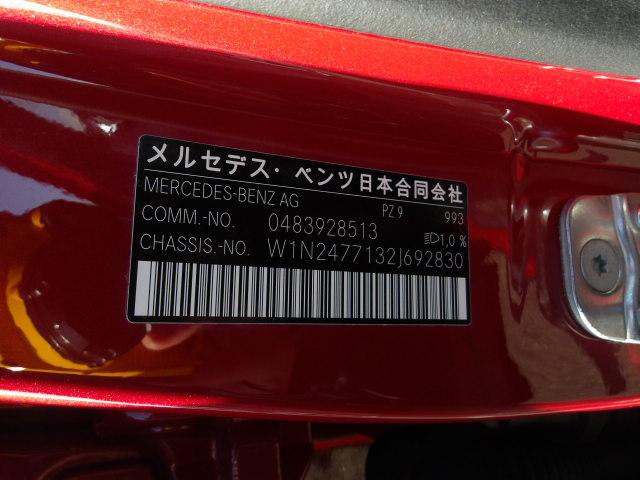 メルセデス・ベンツ日本合同会社
MERCEDES-BENZ AG PZ 9 993
COMM.-NO. 0483928513 1,0 %
CHASSIS.-NO. W1N2477132J692830